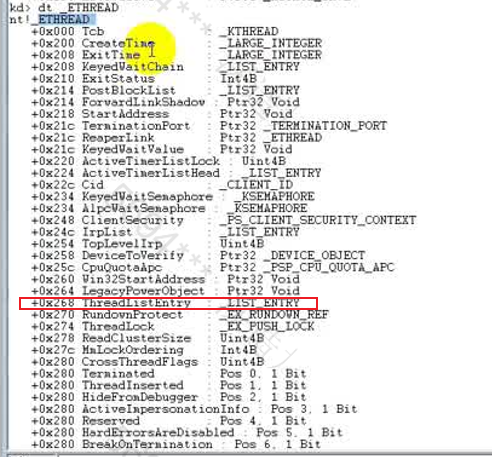 kd> dt _ETHREAD
nt!_ETHREAD
+0x000 Tcb : _KTHREAD
+0x200 CreateTime : _LARGE_INTEGER
+0x208 ExitTime : _LARGE_INTEGER
+0x208 KeyedWaitChain : _LIST_ENTRY
+0x210 ExitStatus : Int4B
+0x214 PostBlockList : _LIST_ENTRY
+0x214 ForwardLinkShadow : Ptr32 Void
+0x218 StartAddress : Ptr32 Void
+0x21c TerminationPort : Ptr32 _TERMINATION_PORT
+0x21c ReaperLink : Ptr32 _ETHREAD
+0x21c KeyedWaitValue : Ptr32 Void
+0x220 ActiveTimerListLock : Uint4B
+0x224 ActiveTimerListHead : _LIST_ENTRY
+0x22c Cid : _CLIENT_ID
+0x234 KeyedWaitSemaphore : _KSEMAPHORE
+0x234 AlpcWaitSemaphore : _KSEMAPHORE
+0x248 ClientSecurity : _PS_CLIENT_SECURITY_CONTEXT
+0x24c IrpList : _LIST_ENTRY
+0x254 TopLevelIrp : Uint4B
+0x258 DeviceToVerify : Ptr32 _DEVICE_OBJECT
+0x25c CpuQuotaApc : Ptr32 _PSP_CPU_QUOTA_APC
+0x260 Win32StartAddress : Ptr32 Void
+0x264 LegacyPowerObject : Ptr32 Void
+0x268 ThreadListEntry : _LIST_ENTRY
+0x270 RundownProtect : _EX_RUNDOWN_REF
+0x274 ThreadLock : _EX_PUSH_LOCK
+0x278 ReadClusterSize : Uint4B
+0x27c MmLockOrdering : Int4B
+0x280 CrossThreadFlags : Uint4B
+0x280 Terminated : Pos 0, 1 Bit
+0x280 ThreadInserted : Pos 1, 1 Bit
+0x280 HideFromDebugger : Pos 2, 1 Bit
+0x280 ActiveImpersonationInfo : Pos 3, 1 Bit
+0x280 Reserved : Pos 4, 1 Bit
+0x280 HardErrorsAreDisabled : Pos 5, 1 Bit
+0x280 BreakOnTermination : Pos 6, 1 Bit